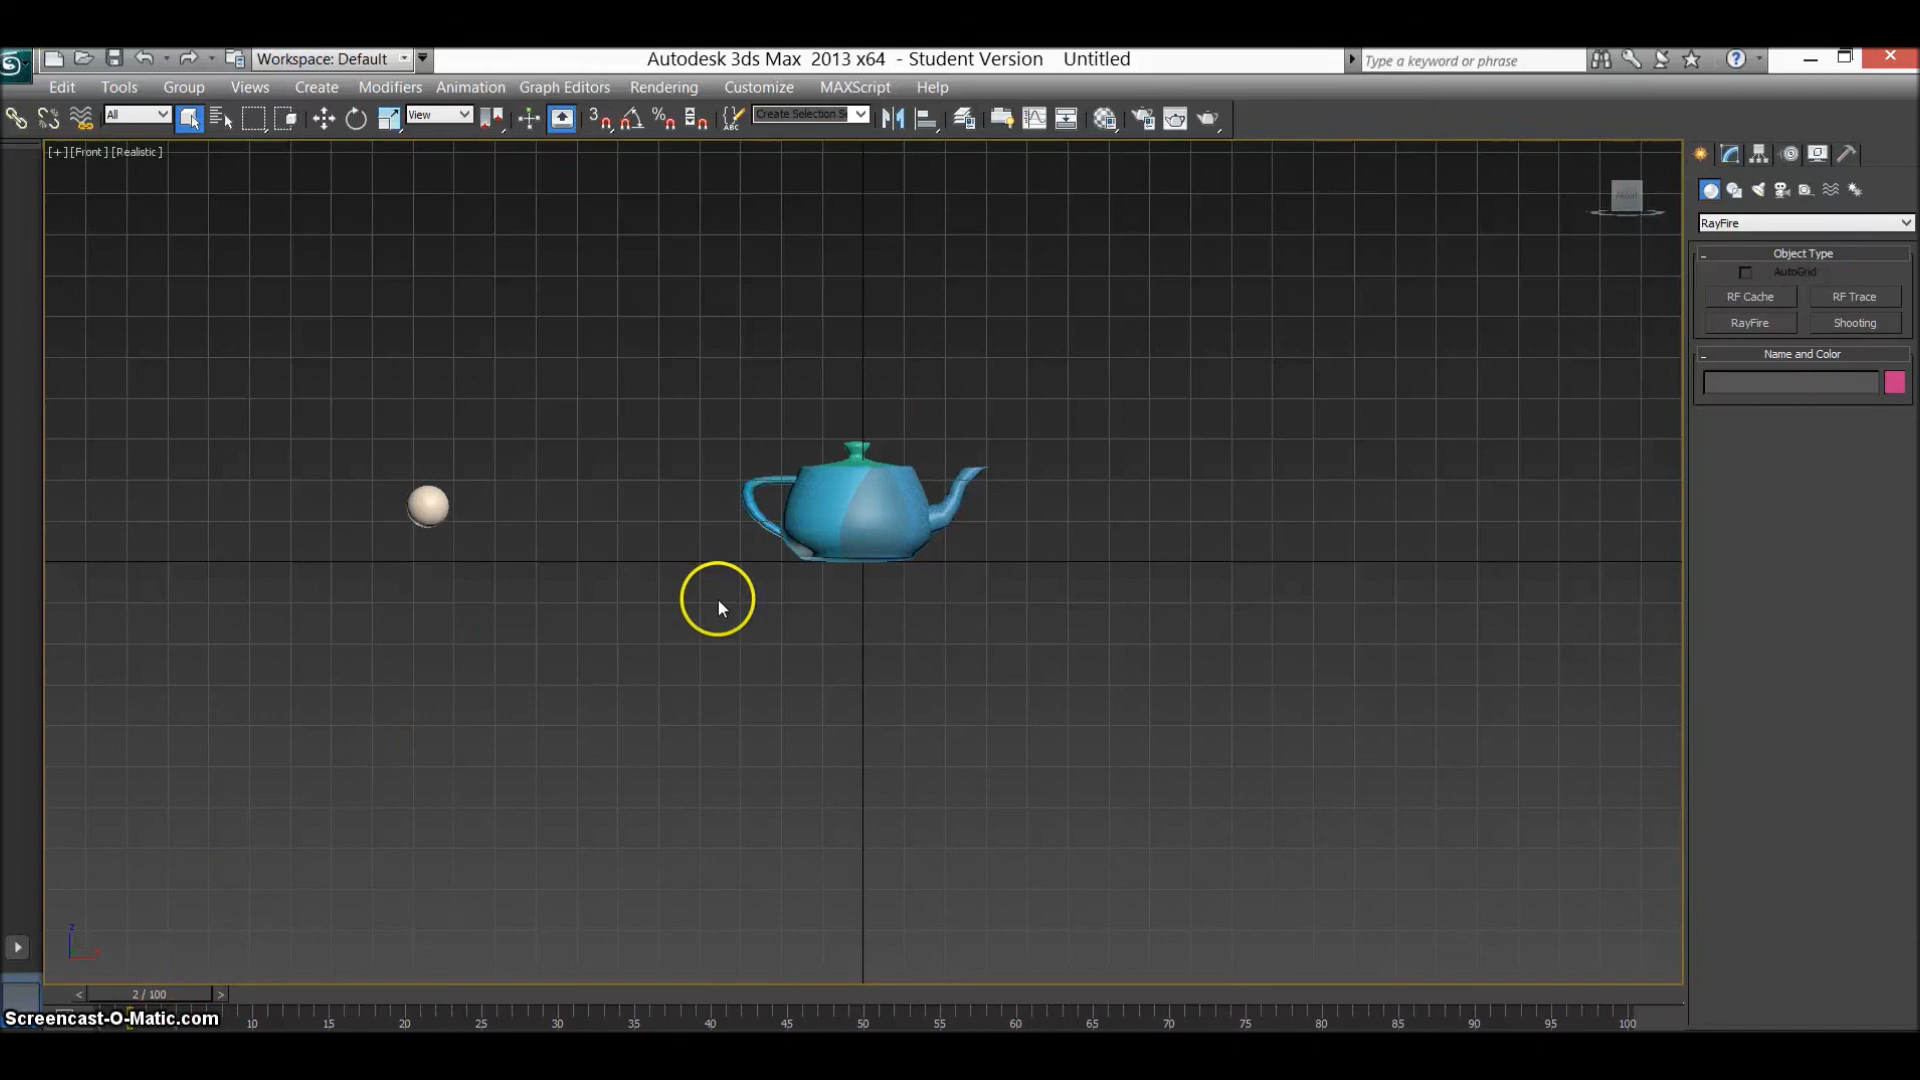 Workspace: Default
Autodesk 3ds Max 2013 x64 - Student Version Untitled
Type a keyword or phrase
Edit Tools Group Views Create Modifiers Animation Graph Editors Rendering Customize MAXScript Help
All
View
3
%
ABC
Create Selection Se
[+] [Front] [Realistic]
RayFire
Object Type
AutoGrid
RF Cache RF Trace
RayFire Shooting
Name and Color
z
< 2 / 100 >
10 15 20 25 30 35 40 45 50 55 60 65 70 75 80 85 90 95 100
Screencast-O-Matic.com